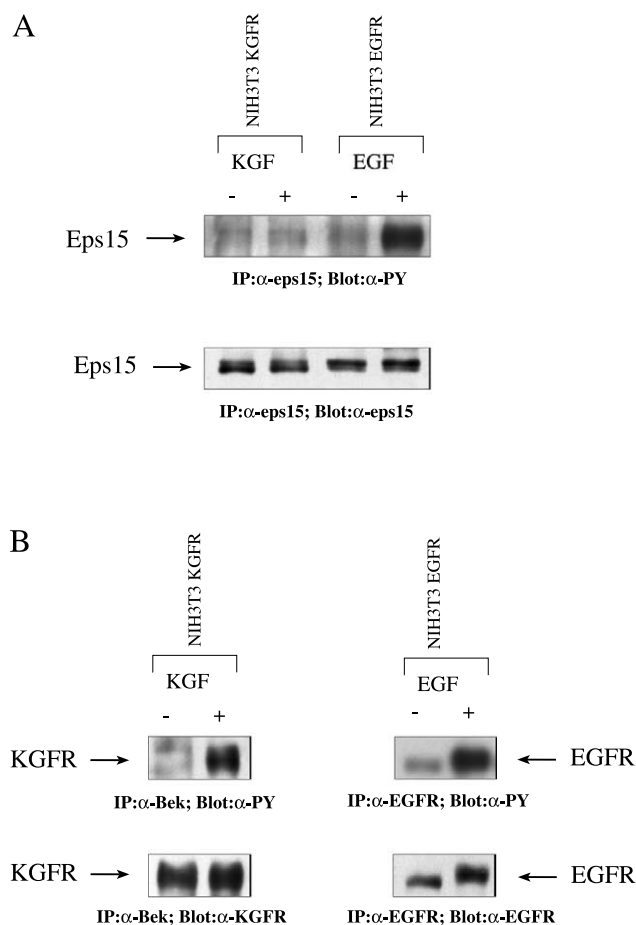 A
NIH3T3 KGFR
NIH3T3 EGFR
KGF
EGF
- + - +
Eps15
IP:α-eps15; Blot:α-PY
Eps15
IP:α-eps15; Blot:α-eps15
B
NIH3T3 KGFR
NIH3T3 EGFR
KGF
EGF
- + - +
KGFR
EGFR
IP:α-Bek; Blot:α-PY
IP:α-EGFR; Blot:α-PY
KGFR
EGFR
IP:α-Bek; Blot:α-KGFR
IP:α-EGFR; Blot:α-EGFR